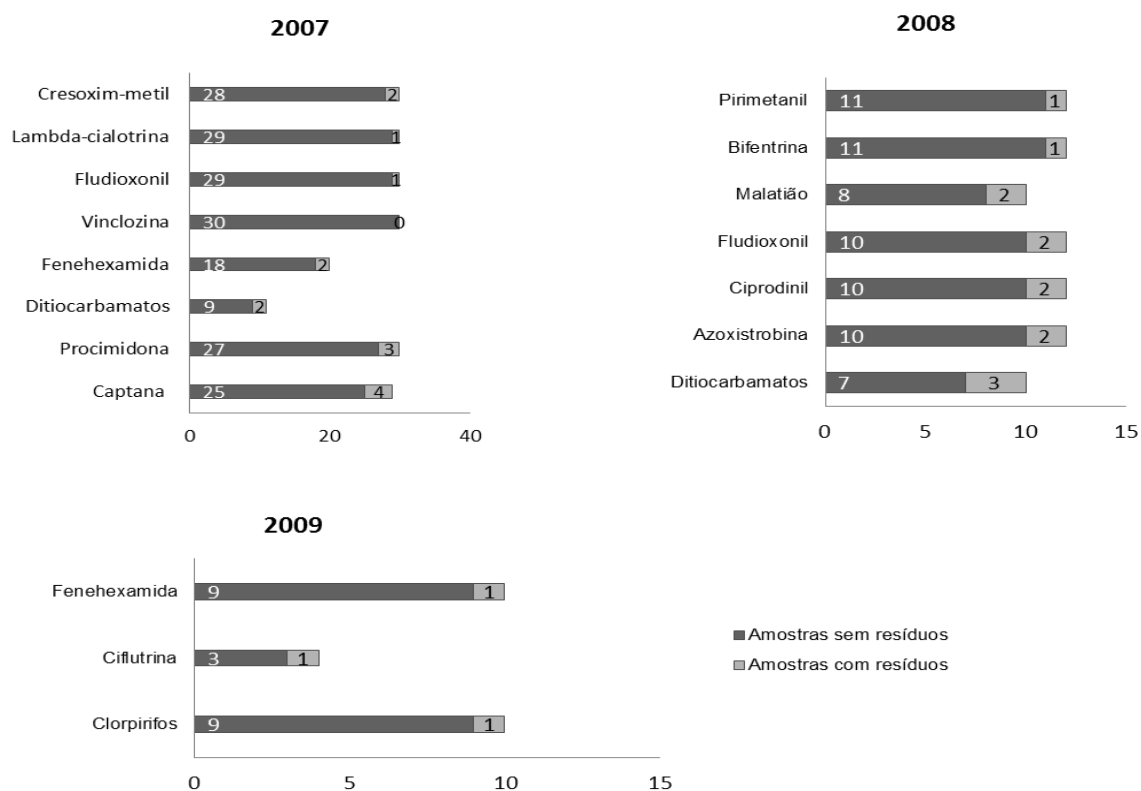 2007
Cresoxim-metil 28 2
Lambda-cialotrina 29 1
Fludioxonil 29 1
Vinclozina 30 0
Fenehexamida 18 2
Ditiocarbamatos 9 2
Procimidona 27 3
Captana 25 4
0 20 40
2008
Pirimetanil 11 1
Bifentrina 11 1
Malatião 8 2
Fludioxonil 10 2
Ciprodinil 10 2
Azoxistrobina 10 2
Ditiocarbamatos 7 3
0 5 10 15
2009
Fenehexamida 9 1
Ciflutrina 3 1
Clorpirifos 9 1
0 5 10 15
Amostras sem resíduos
Amostras com resíduos